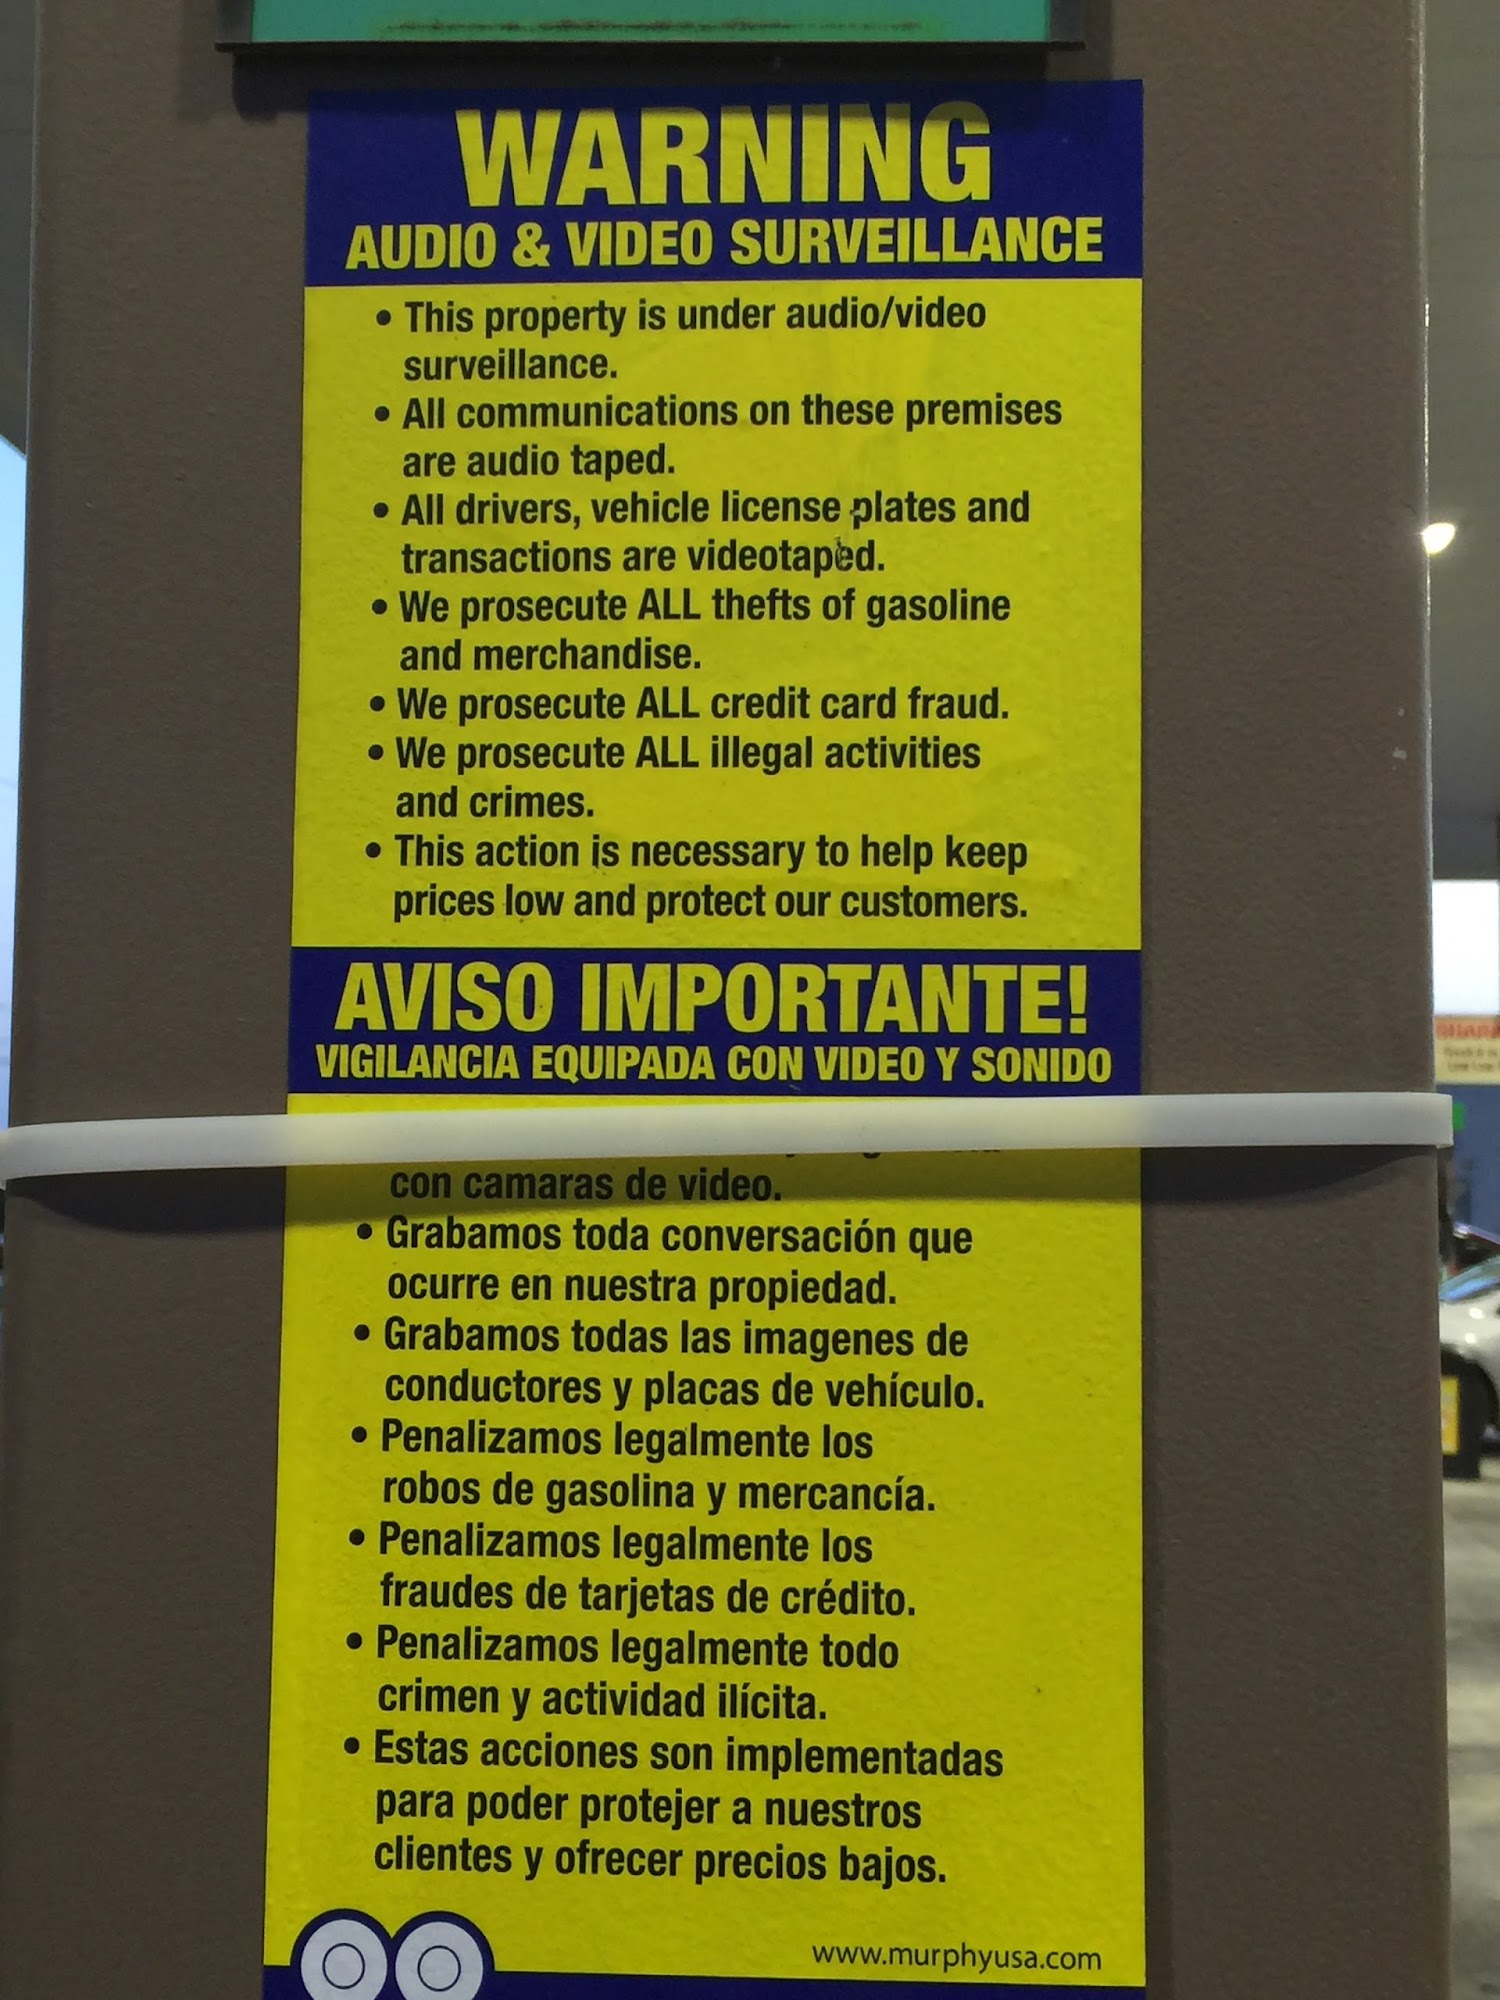 WARNING
AUDIO & VIDEO SURVEILLANCE
• This property is under audio/video
surveillance.
• All communications on these premises
are audio taped.
• All drivers, vehicle license plates and
transactions are videotaped.
• We prosecute ALL thefts of gasoline
and merchandise.
• We prosecute ALL credit card fraud.
• We prosecute ALL illegal activities
and crimes.
• This action is necessary to help keep
prices low and protect our customers.
AVISO IMPORTANTE!
VIGILANCIA EQUIPADA CON VIDEO Y SONIDO
con camaras de video.
• Grabamos toda conversación que
ocurre en nuestra propiedad.
• Grabamos todas las imagenes de
conductores y placas de vehículo.
• Penalizamos legalmente los
robos de gasolina y mercancía.
• Penalizamos legalmente los
fraudes de tarjetas de crédito.
• Penalizamos legalmente todo
crimen y actividad ilícita.
• Estas acciones son implementadas
para poder protejer a nuestros
clientes y ofrecer precios bajos.
www.murphyusa.com